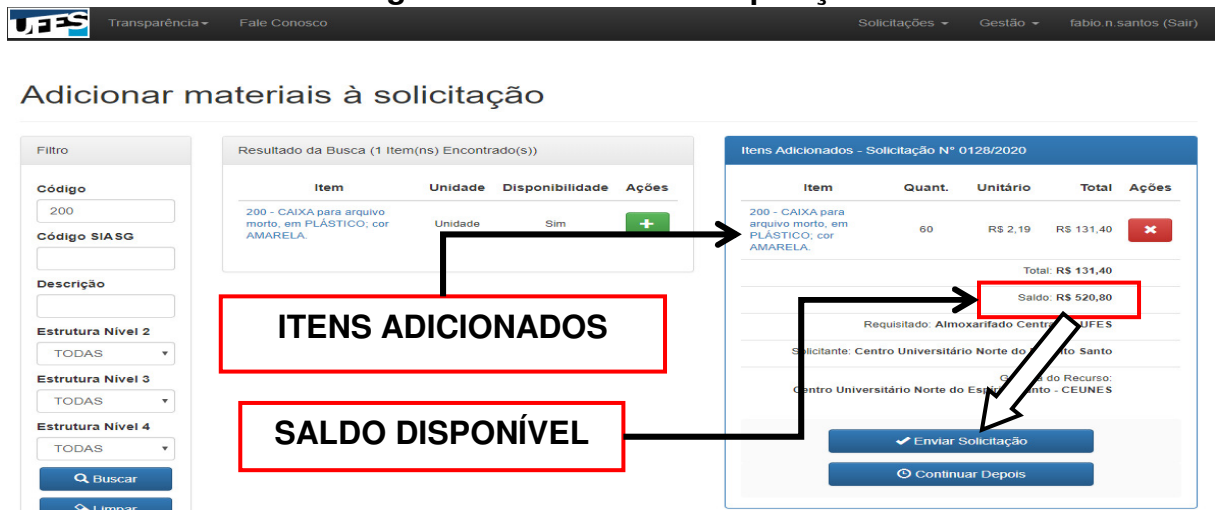 UFES Transparência Fale Conosco Solicitações Gestão fabio.n.santos (Sair)
Adicionar materiais à solicitação
Filtro
Código
200
Código SIASG
Descrição
Estrutura Nível 2
TODAS
Estrutura Nível 3
TODAS
Estrutura Nível 4
TODAS
Buscar
Limpar
Resultado da Busca (1 Item(ns) Encontrado(s))
Item Unidade Disponibilidade Ações
200 - CAIXA para arquivo
morto, em PLÁSTICO; cor
AMARELA.
Unidade Sim
ITENS ADICIONADOS
SALDO DISPONÍVEL
Itens Adicionados - Solicitação N° 0128/2020
Item Quant. Unitário Total Ações
200 - CAIXA para
arquivo morto, em
PLÁSTICO; cor
AMARELA.
60 R$ 2,19 R$ 131,40
Total: R$ 131,40
Saldo: R$ 520,80
Requisitado: Almoxarifado Central UFES
Solicitante: Centro Universitário Norte do Santo
do Recurso:
Centro Universitário Norte do - CEUNES
Enviar Solicitação
Continuar Depois